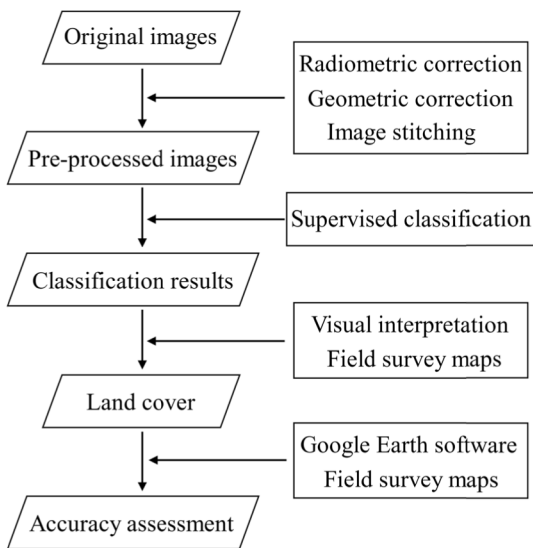 Original images
Radiometric correction
Geometric correction
Image stitching
Pre-processed images
Supervised classification
Classification results
Visual interpretation
Field survey maps
Land cover
Google Earth software
Field survey maps
Accuracy assessment